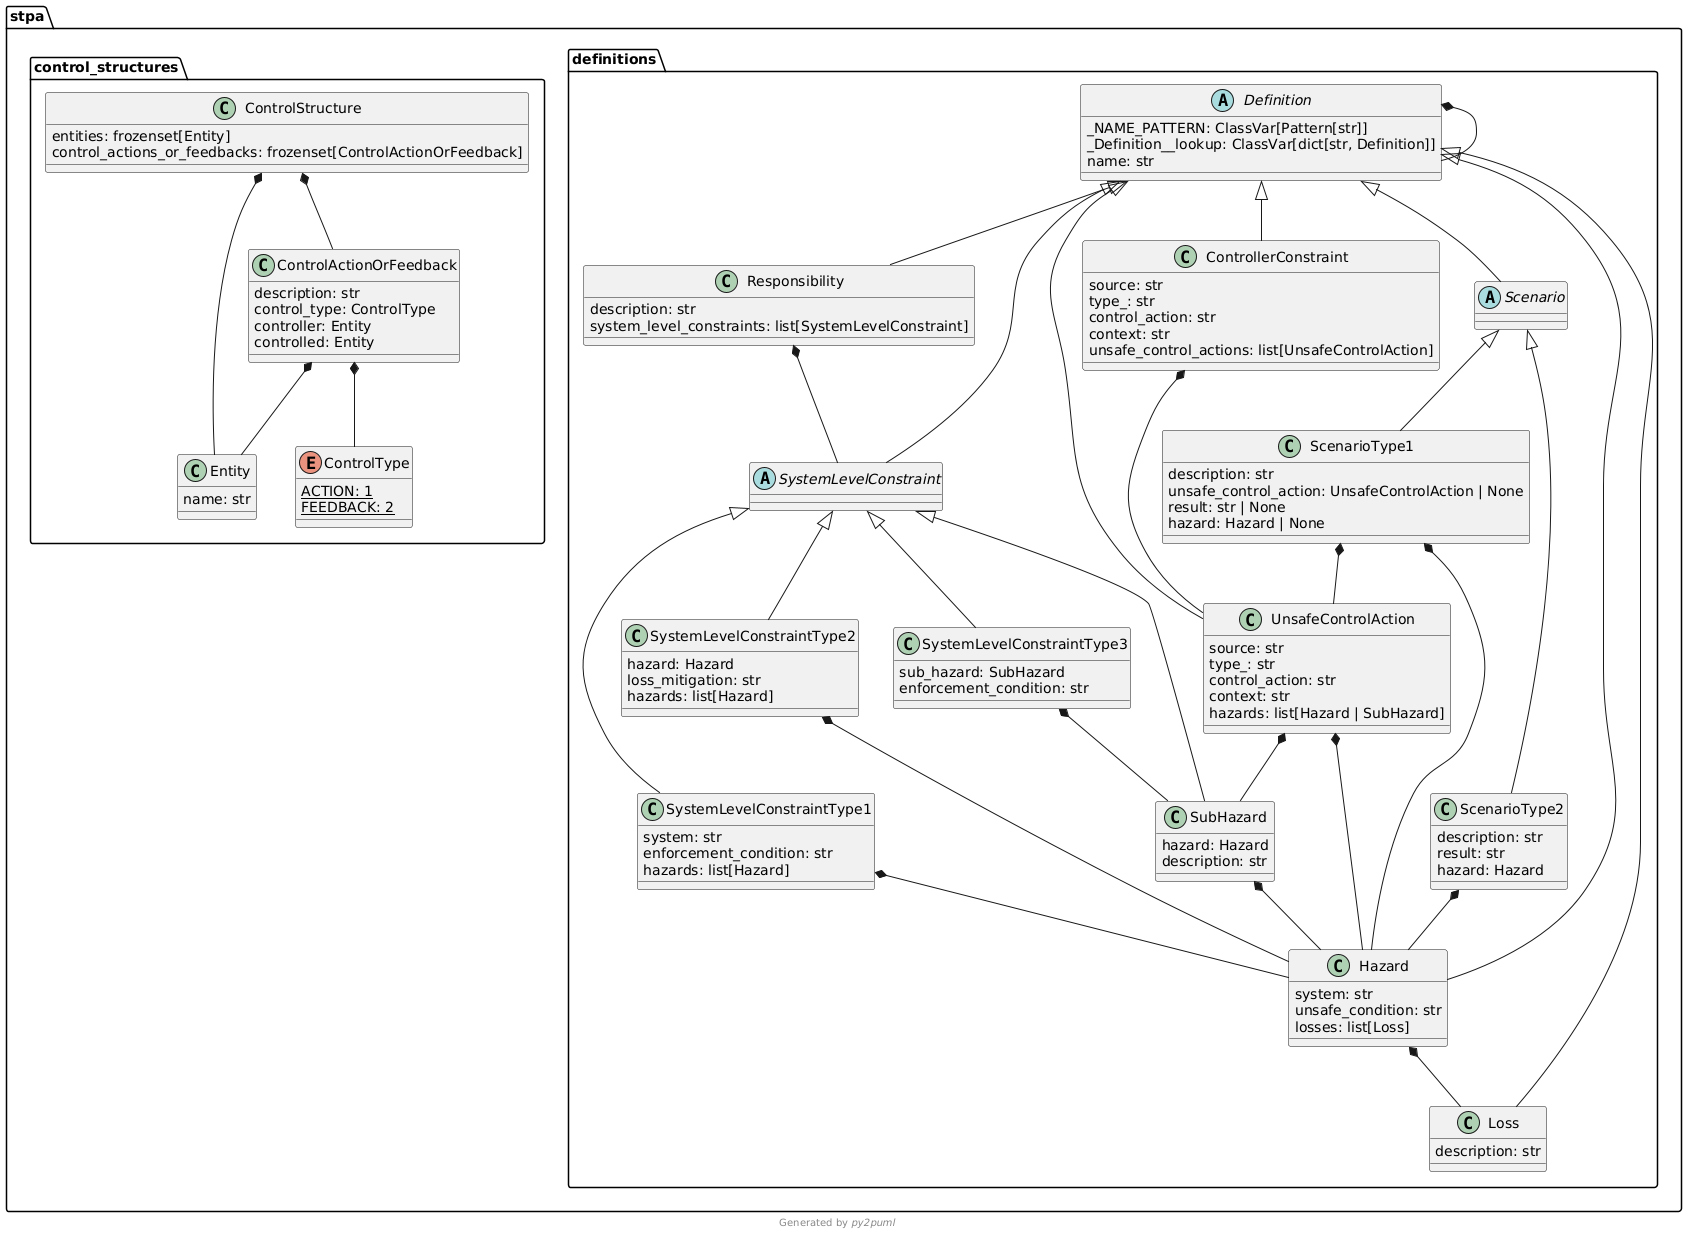 stpa
control_structures
C ControlStructure
entities: frozenset[Entity]
control_actions_or_feedbacks: frozenset[ControlActionOrFeedback]
C ControlActionOrFeedback
description: str
control_type: ControlType
controller: Entity
controlled: Entity
C Entity
name: str
E ControlType
ACTION: 1
FEEDBACK: 2
definitions
A Definition
_NAME_PATTERN: ClassVar[Pattern[str]]
_Definition__lookup: ClassVar[dict[str, Definition]]
name: str
C Responsibility
description: str
system_level_constraints: list[SystemLevelConstraint]
C ControllerConstraint
source: str
type_: str
control_action: str
context: str
unsafe_control_actions: list[UnsafeControlAction]
A Scenario
A SystemLevelConstraint
C ScenarioType1
description: str
unsafe_control_action: UnsafeControlAction | None
result: str | None
hazard: Hazard | None
C SystemLevelConstraintType2
hazard: Hazard
loss_mitigation: str
hazards: list[Hazard]
C SystemLevelConstraintType3
sub_hazard: SubHazard
enforcement_condition: str
C UnsafeControlAction
source: str
type_: str
control_action: str
context: str
hazards: list[Hazard | SubHazard]
C SystemLevelConstraintType1
system: str
enforcement_condition: str
hazards: list[Hazard]
C SubHazard
hazard: Hazard
description: str
C ScenarioType2
description: str
result: str
hazard: Hazard
C Hazard
system: str
unsafe_condition: str
losses: list[Loss]
C Loss
description: str
Generated by py2puml